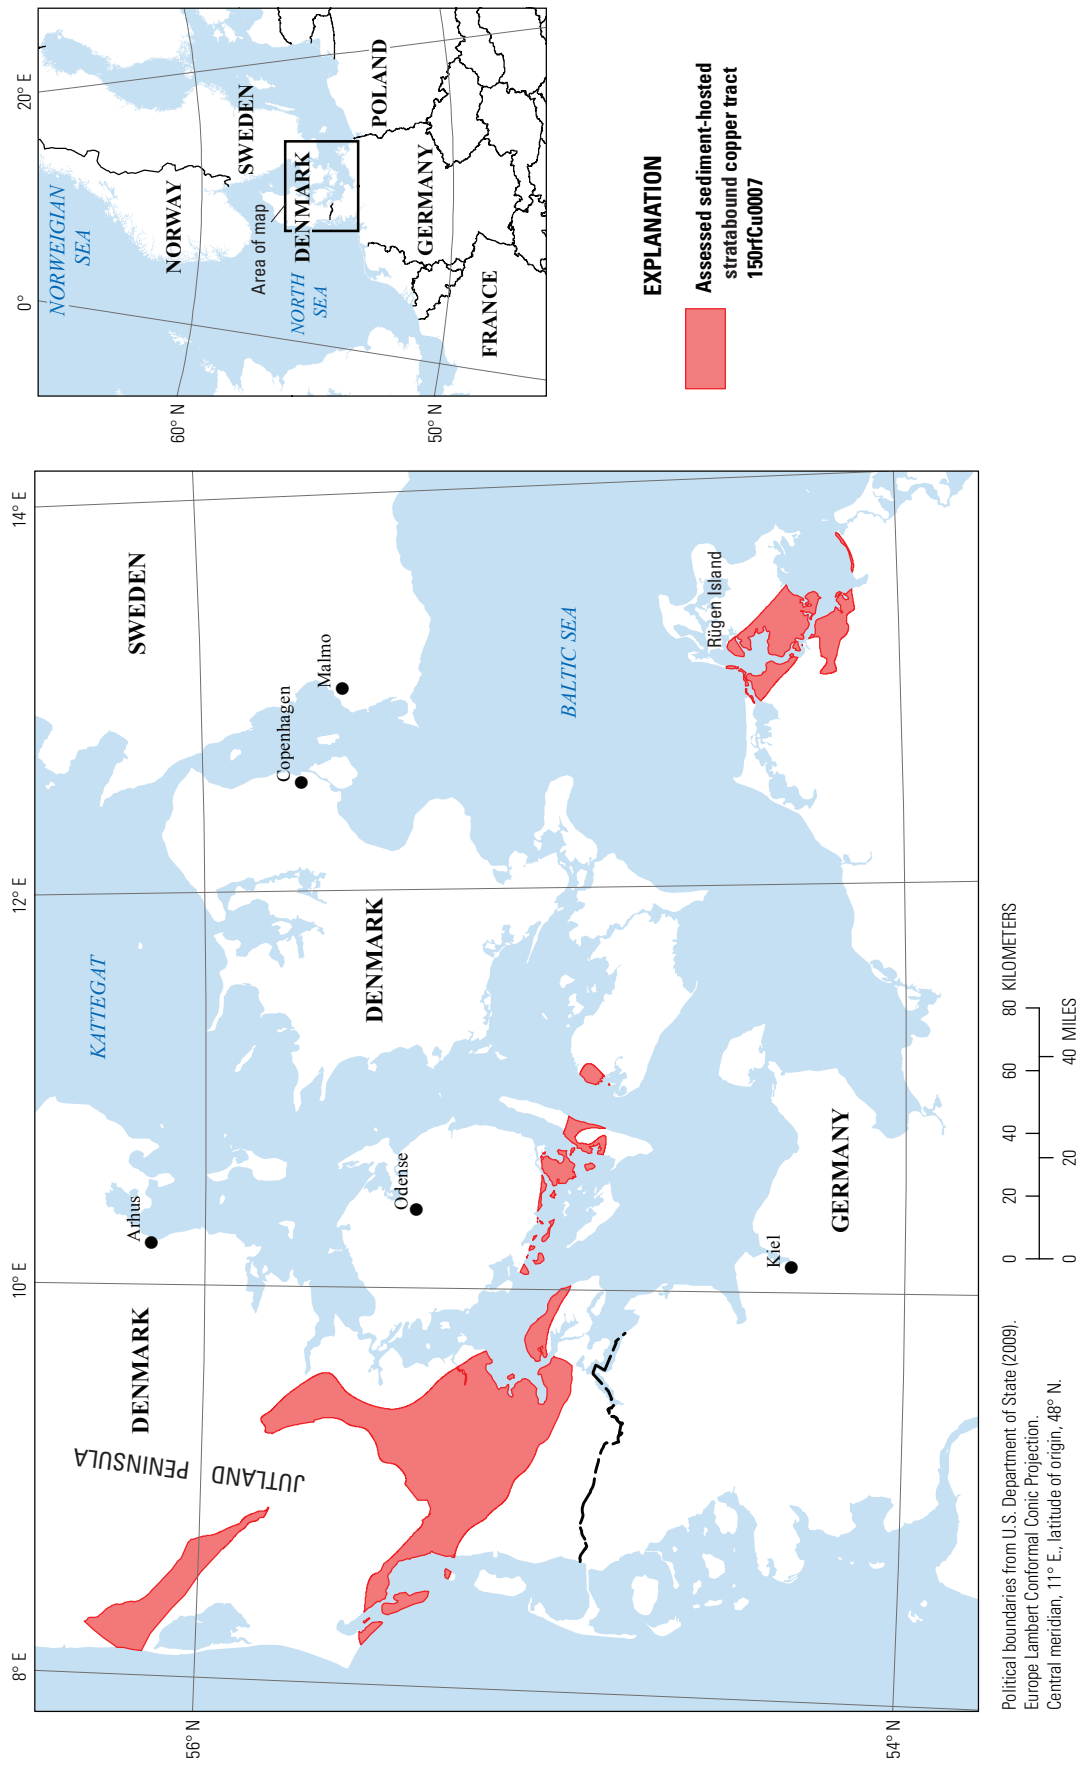 8° E
10° E
12° E
14° E
56° N
54° N
KATTEGAT
SWEDEN
DENMARK
JUTLAND PENINSULA
Arhus
Copenhagen
Malmo
DENMARK
Odense
BALTIC SEA
Rügen Island
Kiel
GERMANY
0 20 40 60 80 KILOMETERS
0 20 40 MILES
Political boundaries from U.S. Department of State (2009).
Europe Lambert Conformal Conic Projection.
Central meridian, 11° E., latitude of origin, 48° N.
0°
20° E
60° N
50° N
NORWEIGIAN
SEA
NORWAY
SWEDEN
Area of map
NORTH
SEA
DENMARK
POLAND
GERMANY
FRANCE
EXPLANATION
Assessed sediment-hosted
stratabound copper tract
150rfCu0007